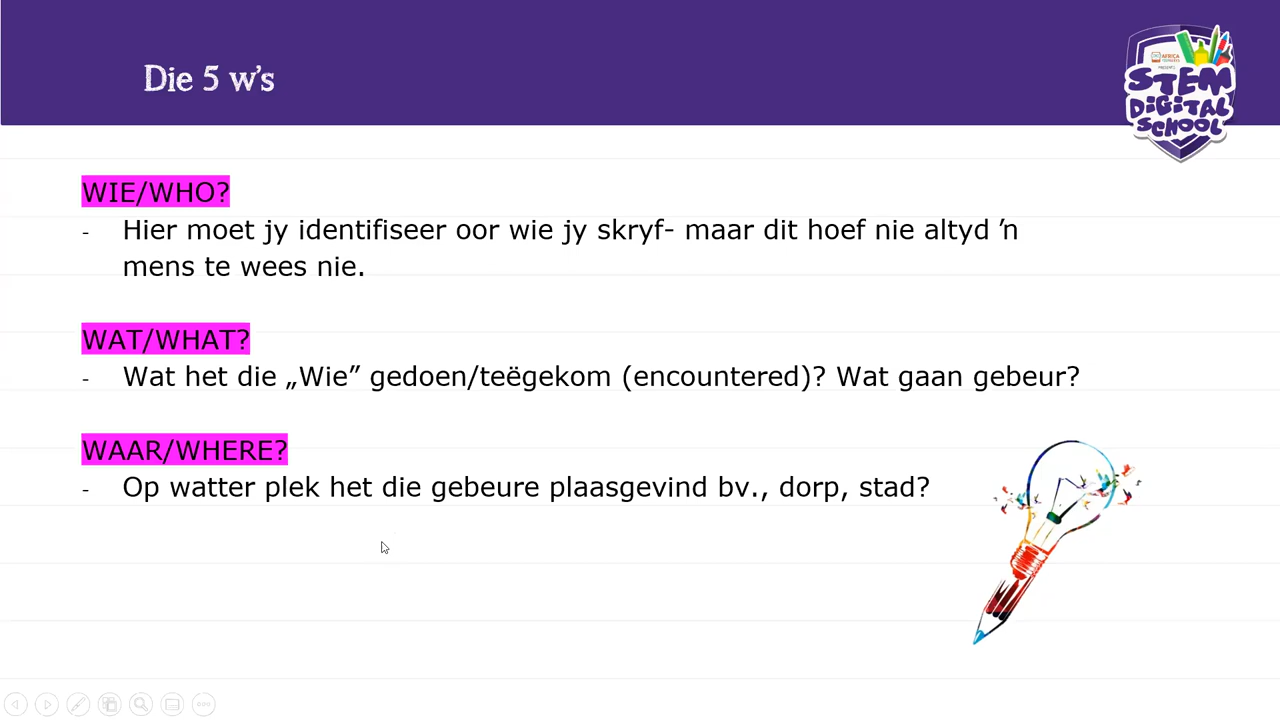 Die 5 w's
AFRICA
STEM
DIGITAL
SCHOOL
WIE/WHO?
- Hier moet jy identifiseer oor wie jy skryf- maar dit hoef nie altyd ’n
mens te wees nie.
WAT/WHAT?
- Wat het die „Wie” gedoen/teëgekom (encountered)? Wat gaan gebeur?
WAAR/WHERE?
- Op watter plek het die gebeure plaasgevind bv., dorp, stad?